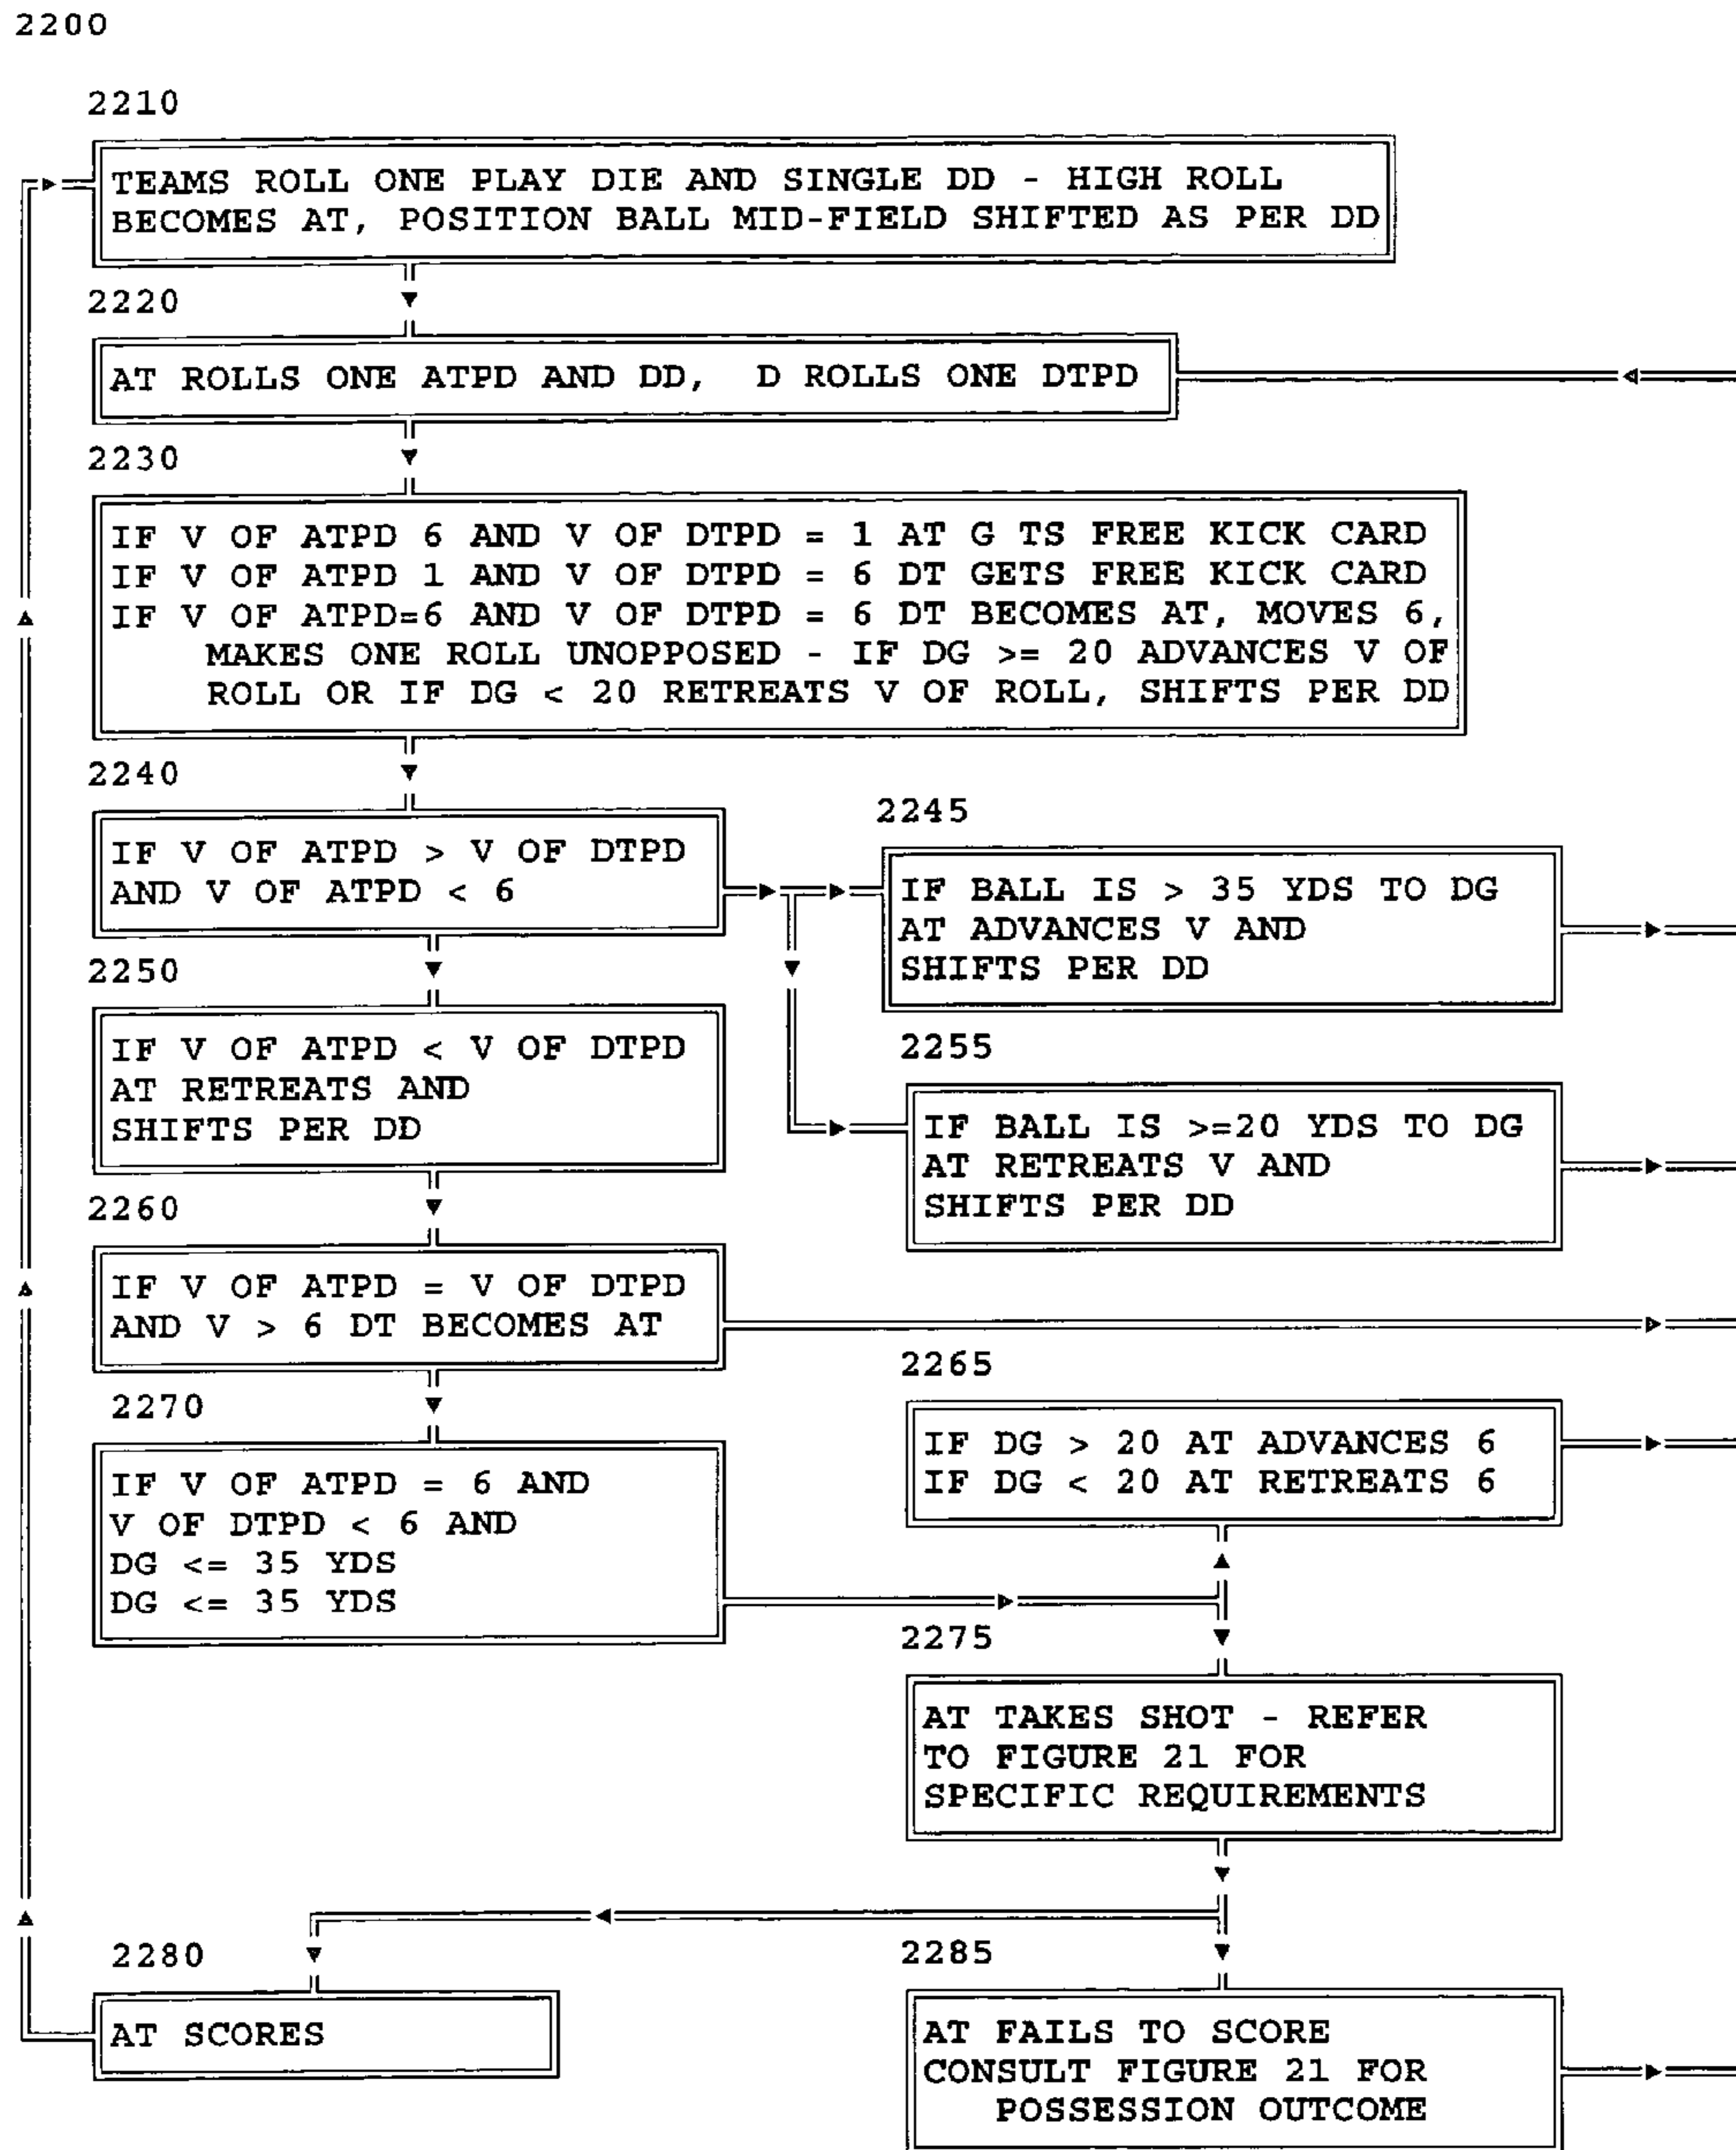 2200
2210
TEAMS ROLL ONE PLAY DIE AND SINGLE DD - HIGH ROLL
BECOMES AT, POSITION BALL MID-FIELD SHIFTED AS PER DD
2220
AT ROLLS ONE ATPD AND DD, D ROLLS ONE DTPD
2230
IF V OF ATPD 6 AND V OF DTPD = 1 AT G TS FREE KICK CARD
IF V OF ATPD 1 AND V OF DTPD = 6 DT GETS FREE KICK CARD
IF V OF ATPD=6 AND V OF DTPD = 6 DT BECOMES AT, MOVES 6,
MAKES ONE ROLL UNOPPOSED - IF DG >= 20 ADVANCES V OF
ROLL OR IF DG < 20 RETREATS V OF ROLL, SHIFTS PER DD
2240
IF V OF ATPD > V OF DTPD
AND V OF ATPD < 6
2245
IF BALL IS > 35 YDS TO DG
AT ADVANCES V AND
SHIFTS PER DD
2250
IF V OF ATPD < V OF DTPD
AT RETREATS AND
SHIFTS PER DD
2255
IF BALL IS >=20 YDS TO DG
AT RETREATS V AND
SHIFTS PER DD
2260
IF V OF ATPD = V OF DTPD
AND V > 6 DT BECOMES AT
2265
IF DG > 20 AT ADVANCES 6
IF DG < 20 AT RETREATS 6
2270
IF V OF ATPD = 6 AND
V OF DTPD < 6 AND
DG <= 35 YDS
DG <= 35 YDS
2275
AT TAKES SHOT - REFER
TO FIGURE 21 FOR
SPECIFIC REQUIREMENTS
2280
AT SCORES
2285
AT FAILS TO SCORE
CONSULT FIGURE 21 FOR
POSSESSION OUTCOME